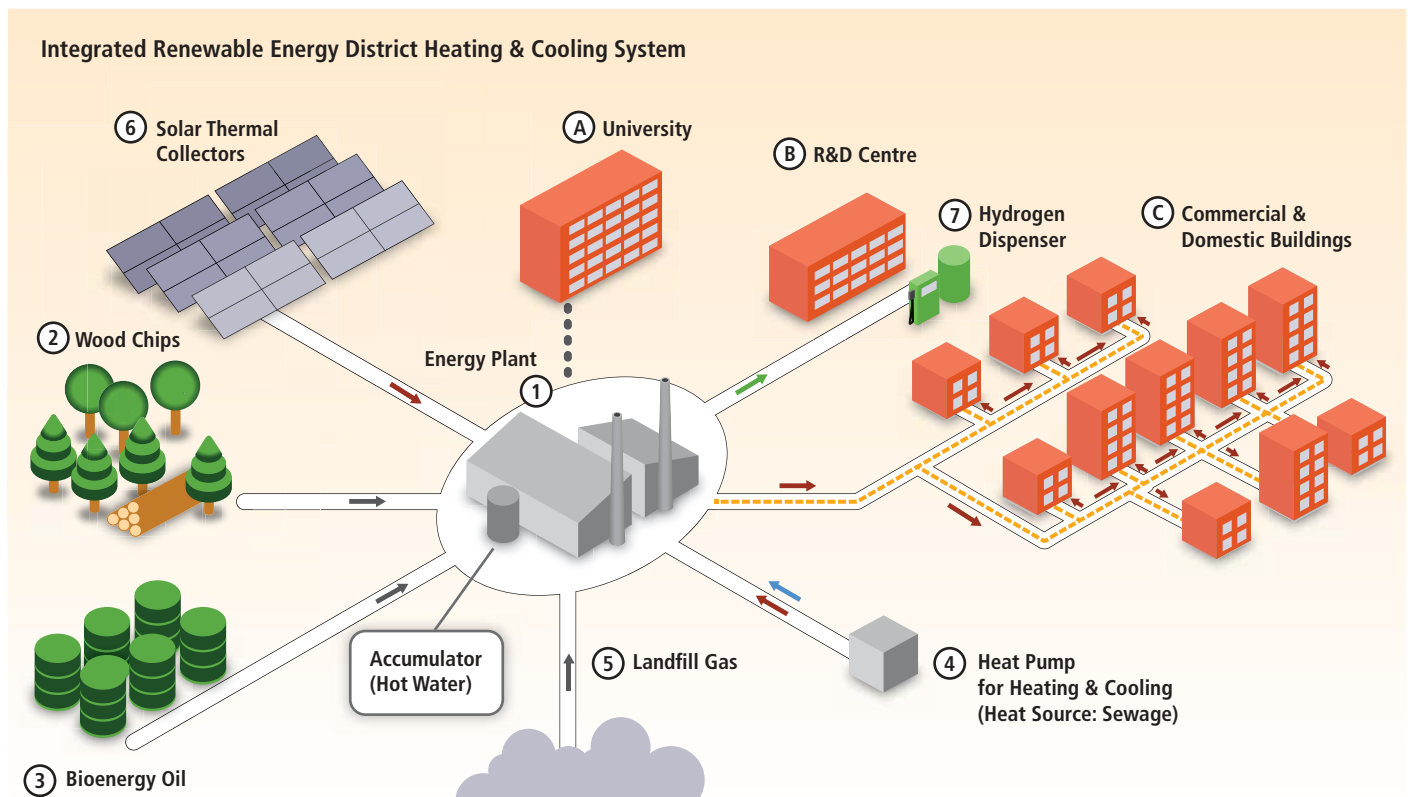 Integrated Renewable Energy District Heating & Cooling System
6 Solar Thermal
Collectors
A University
B R&D Centre
7 Hydrogen
Dispenser
C Commercial &
Domestic Buildings
2 Wood Chips
Energy Plant
1
Accumulator
(Hot Water)
5 Landfill Gas
4 Heat Pump
for Heating & Cooling
(Heat Source: Sewage)
3 Bioenergy Oil